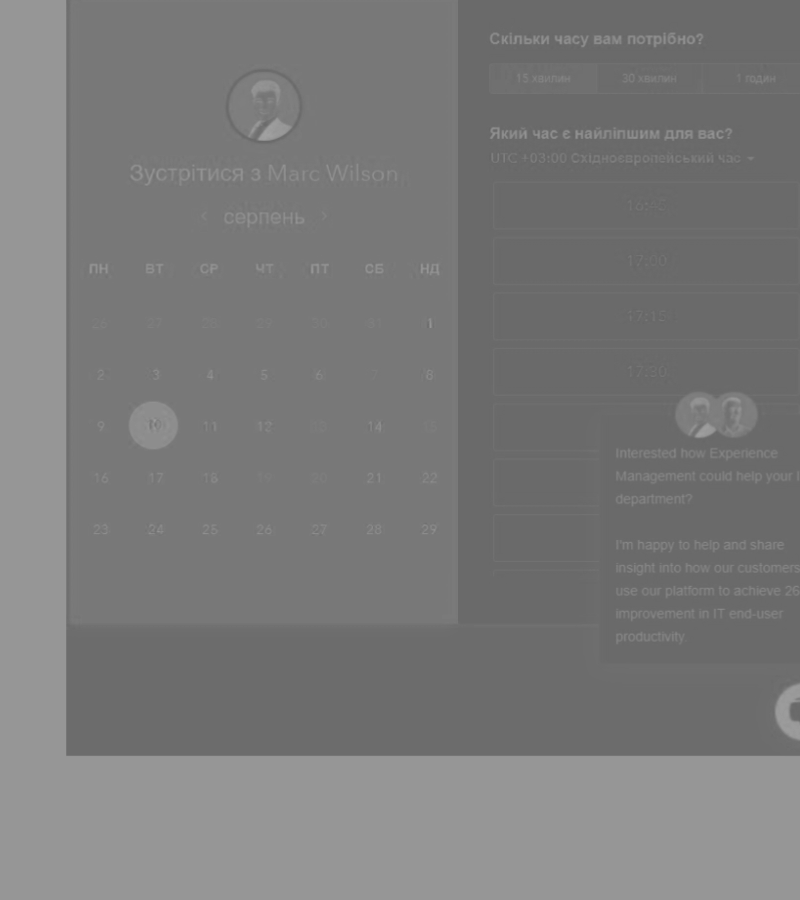 Зустрітися з Marc Wilson.
серпень
ПН ВТ СР ЧТ ПТ СБ НД
26 27 28 29 30 31 1
2 3 4 5 6 7 8
9 10 11 12 13 14 15
16 17 18 19 20 21 22
23 24 25 26 27 28 29
Скільки часу вам потрібно?
15 хвилин 30 хвилин 1 годин
Який час є найліпшим для вас?
UTC +03:00 Східноєвропейський час
16:45
17:00
17:15
17:30
Interested how Experience
Management could help your
department?
I'm happy to help and share
insight into how our customers
use our platform to achieve 26
improvement in IT end-user
productivity.